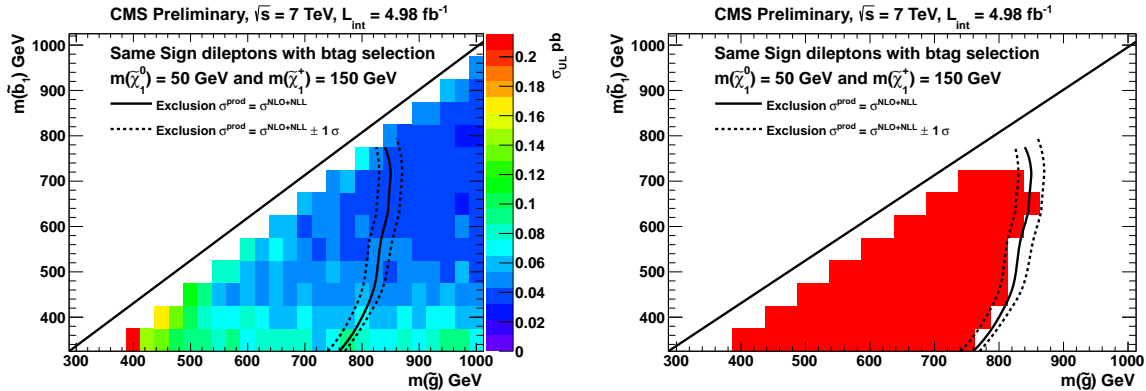 CMS Preliminary, √s = 7 TeV, L_int = 4.98 fb⁻¹
Same Sign dileptons with btag selection
m(χ̃₁⁰) = 50 GeV and m(χ̃₁⁺) = 150 GeV
Exclusion σ^prod = σ^NLO+NLL
Exclusion σ^prod = σ^NLO+NLL ± 1 σ
m(b̃₁) GeV
1000
900
800
700
600
500
400
300 400 500 600 700 800 900 1000
m(g̃) GeV
σ_UL pb
0.2
0.18
0.16
0.14
0.12
0.1
0.08
0.06
0.04
0.02
0
CMS Preliminary, √s = 7 TeV, L_int = 4.98 fb⁻¹
Same Sign dileptons with btag selection
m(χ̃₁⁰) = 50 GeV and m(χ̃₁⁺) = 150 GeV
Exclusion σ^prod = σ^NLO+NLL
Exclusion σ^prod = σ^NLO+NLL ± 1 σ
m(b̃₁) GeV
1000
900
800
700
600
500
400
300 400 500 600 700 800 900 1000
m(g̃) GeV